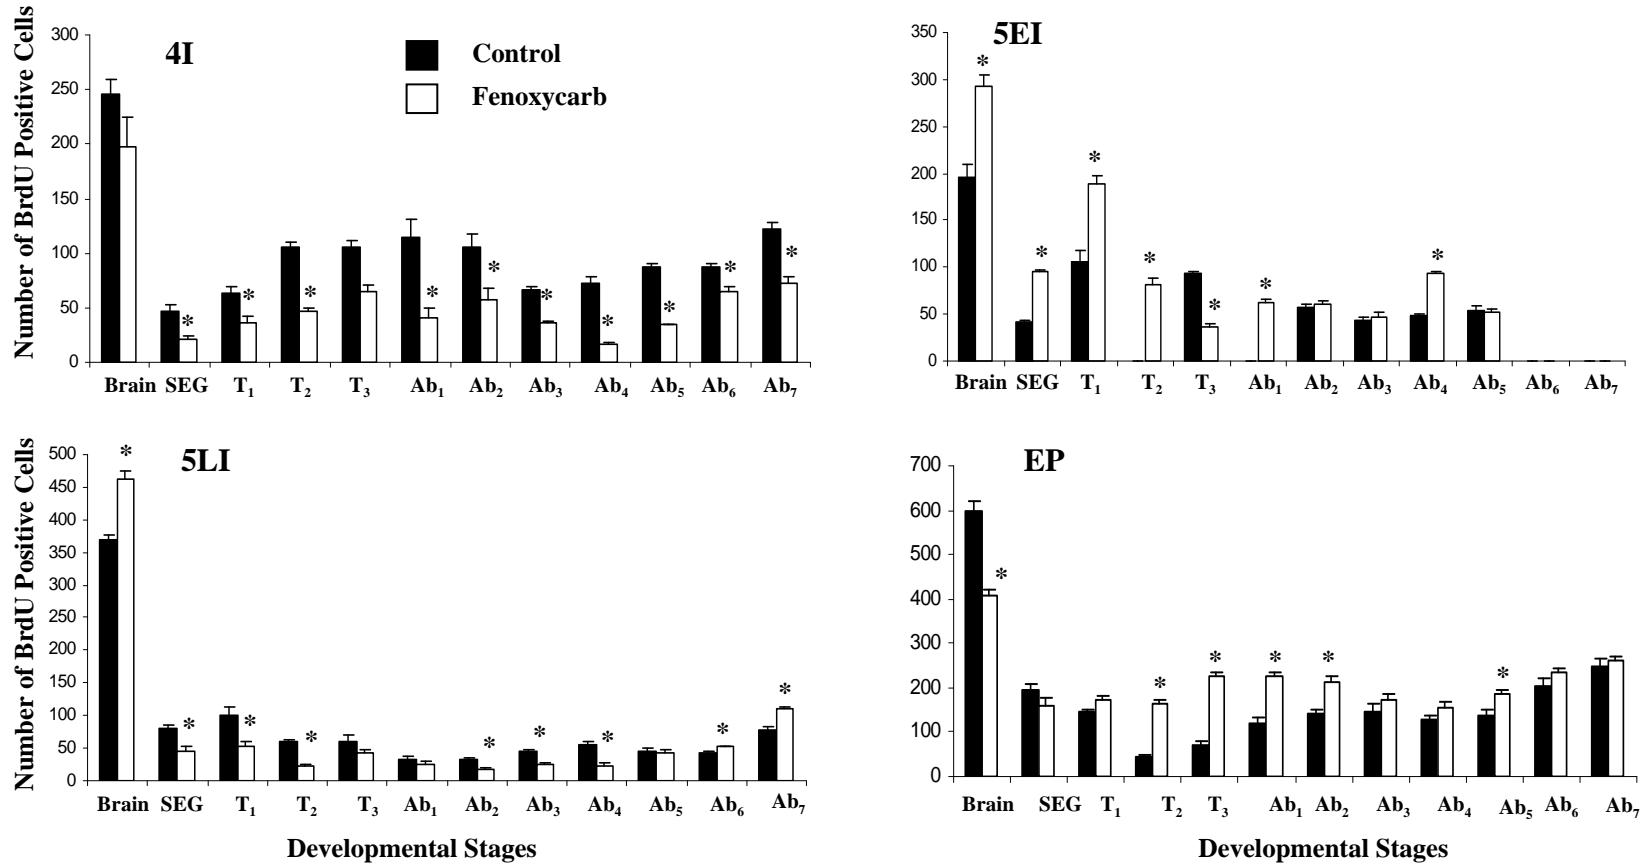 4I
Number of BrdU Positive Cells
300
250
200
150
100
50
0
Control
Fenoxycarb
* * * * * * * * * *
Brain SEG T1 T2 T3 Ab1 Ab2 Ab3 Ab4 Ab5 Ab6 Ab7
5EI
350
300
250
200
150
100
50
0
* * * * * * *
Brain SEG T1 T2 T3 Ab1 Ab2 Ab3 Ab4 Ab5 Ab6 Ab7
5LI
Number of BrdU Positive Cells
500
450
400
350
300
250
200
150
100
50
0
* * * * * * * * *
Brain SEG T1 T2 T3 Ab1 Ab2 Ab3 Ab4 Ab5 Ab6 Ab7
Developmental Stages
EP
700
600
500
400
300
200
100
0
* * * * * *
Brain SEG T1 T2 T3 Ab1 Ab2 Ab3 Ab4 Ab5 Ab6 Ab7
Developmental Stages